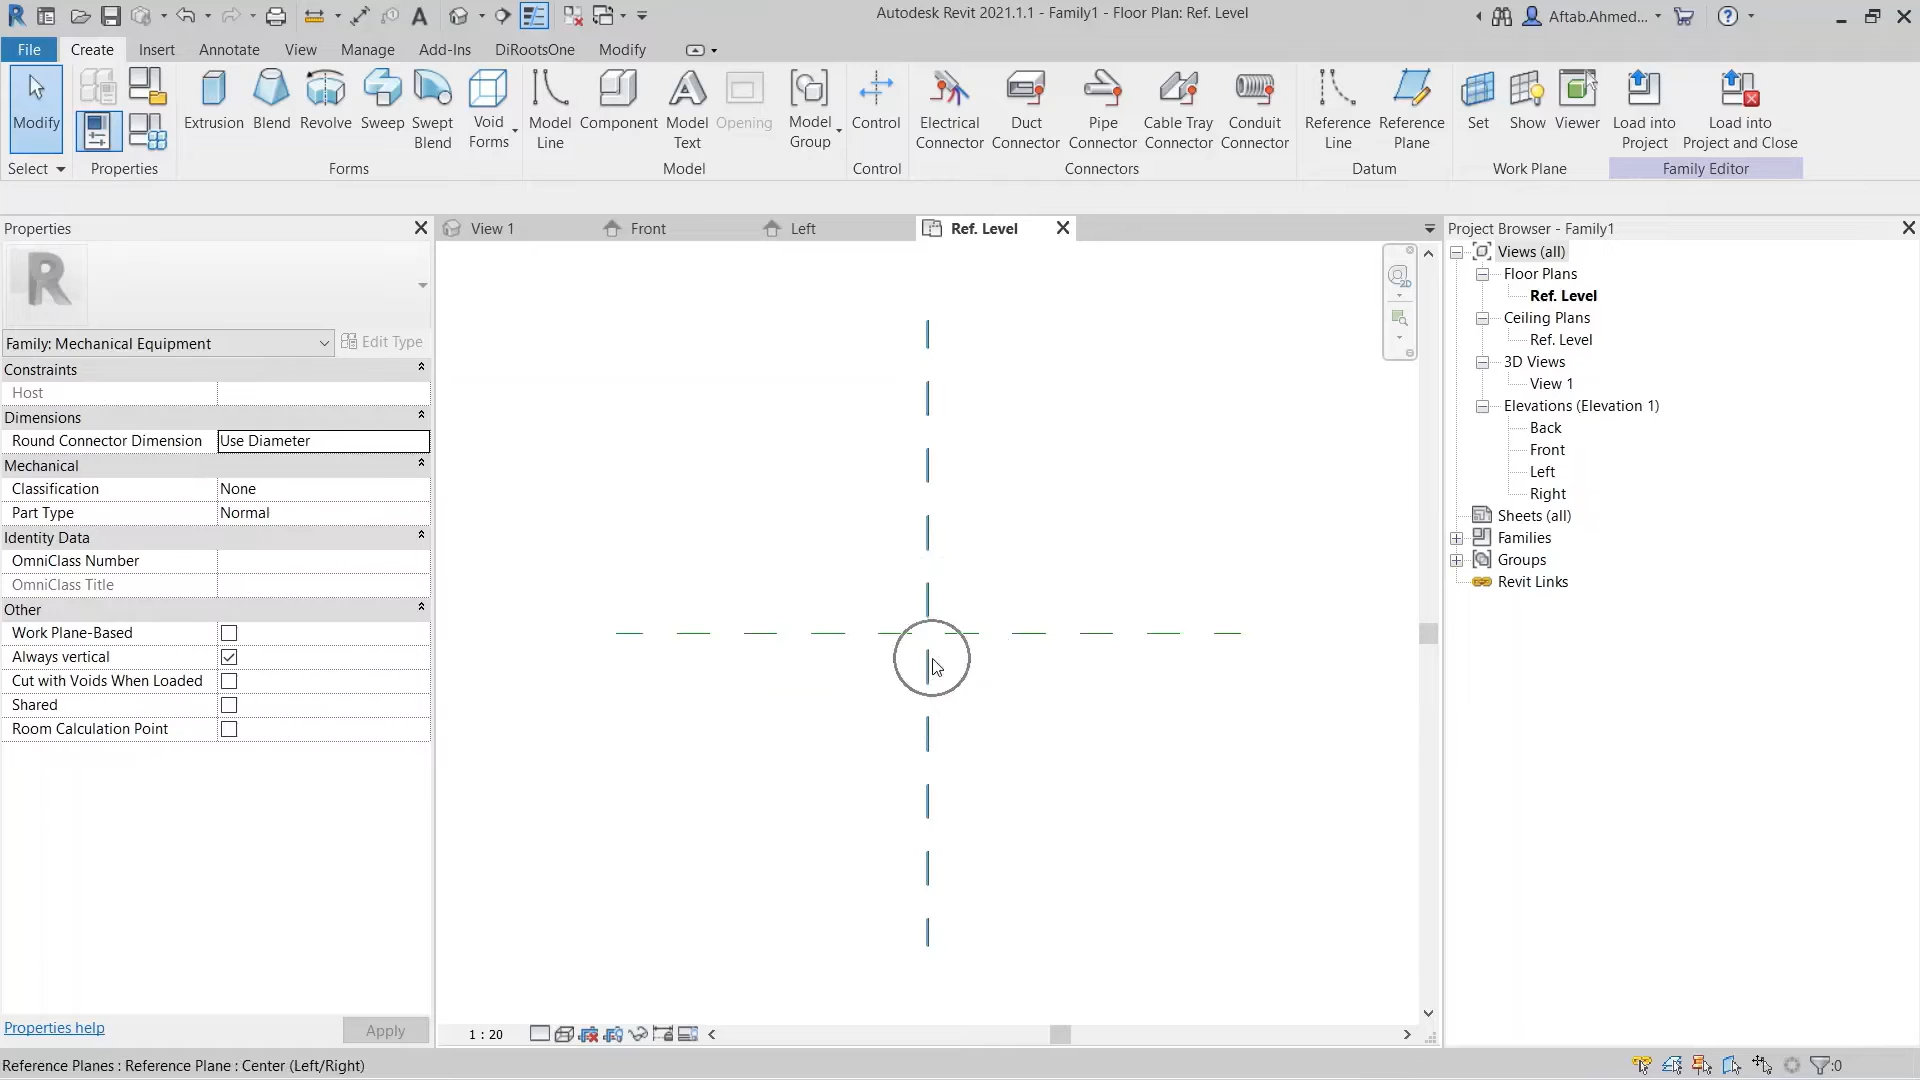 Autodesk Revit 2021.1.1 - Family1 - Floor Plan: Ref. Level
Aftab.Ahmed...
File Create Insert Annotate View Manage Add-Ins DiRootsOne Modify
Modify
Select
Properties
Extrusion
Blend
Revolve
Sweep
Swept Blend
Void Forms
Forms
Model Line
Component
Model Text
Opening
Model Group
Model
Control
Control
Electrical Connector
Duct Connector
Pipe Connector
Cable Tray Connector
Conduit Connector
Connectors
Reference Line
Reference Plane
Datum
Set
Show
Viewer
Work Plane
Load into Project
Load into Project and Close
Family Editor
Properties
Family: Mechanical Equipment
Edit Type
Constraints
Host
Dimensions
Round Connector Dimension Use Diameter
Mechanical
Classification None
Part Type Normal
Identity Data
OmniClass Number
OmniClass Title
Other
Work Plane-Based
Always vertical
Cut with Voids When Loaded
Shared
Room Calculation Point
Properties help
Apply
View 1
Front
Left
Ref. Level
2D
1 : 20
Project Browser - Family1
Views (all)
Floor Plans
Ref. Level
Ceiling Plans
Ref. Level
3D Views
View 1
Elevations (Elevation 1)
Back
Front
Left
Right
Sheets (all)
Families
Groups
Revit Links
Reference Planes : Reference Plane : Center (Left/Right)
:0